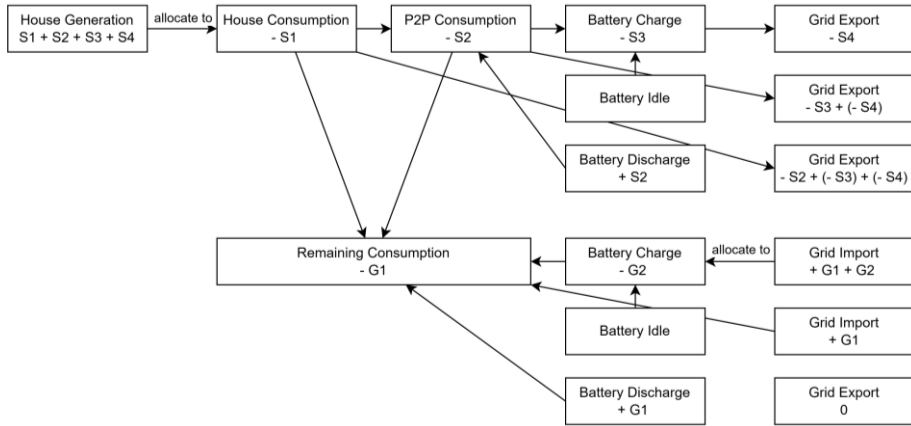 House Generation
S1 + S2 + S3 + S4
allocate to
House Consumption
- S1
P2P Consumption
- S2
Battery Charge
- S3
Grid Export
- S4
Battery Idle
Grid Export
- S3 + (- S4)
Battery Discharge
+ S2
Grid Export
- S2 + (- S3) + (- S4)
Remaining Consumption
- G1
Battery Charge
- G2
allocate to
Grid Import
+ G1 + G2
Battery Idle
Grid Import
+ G1
Battery Discharge
+ G1
Grid Export
0